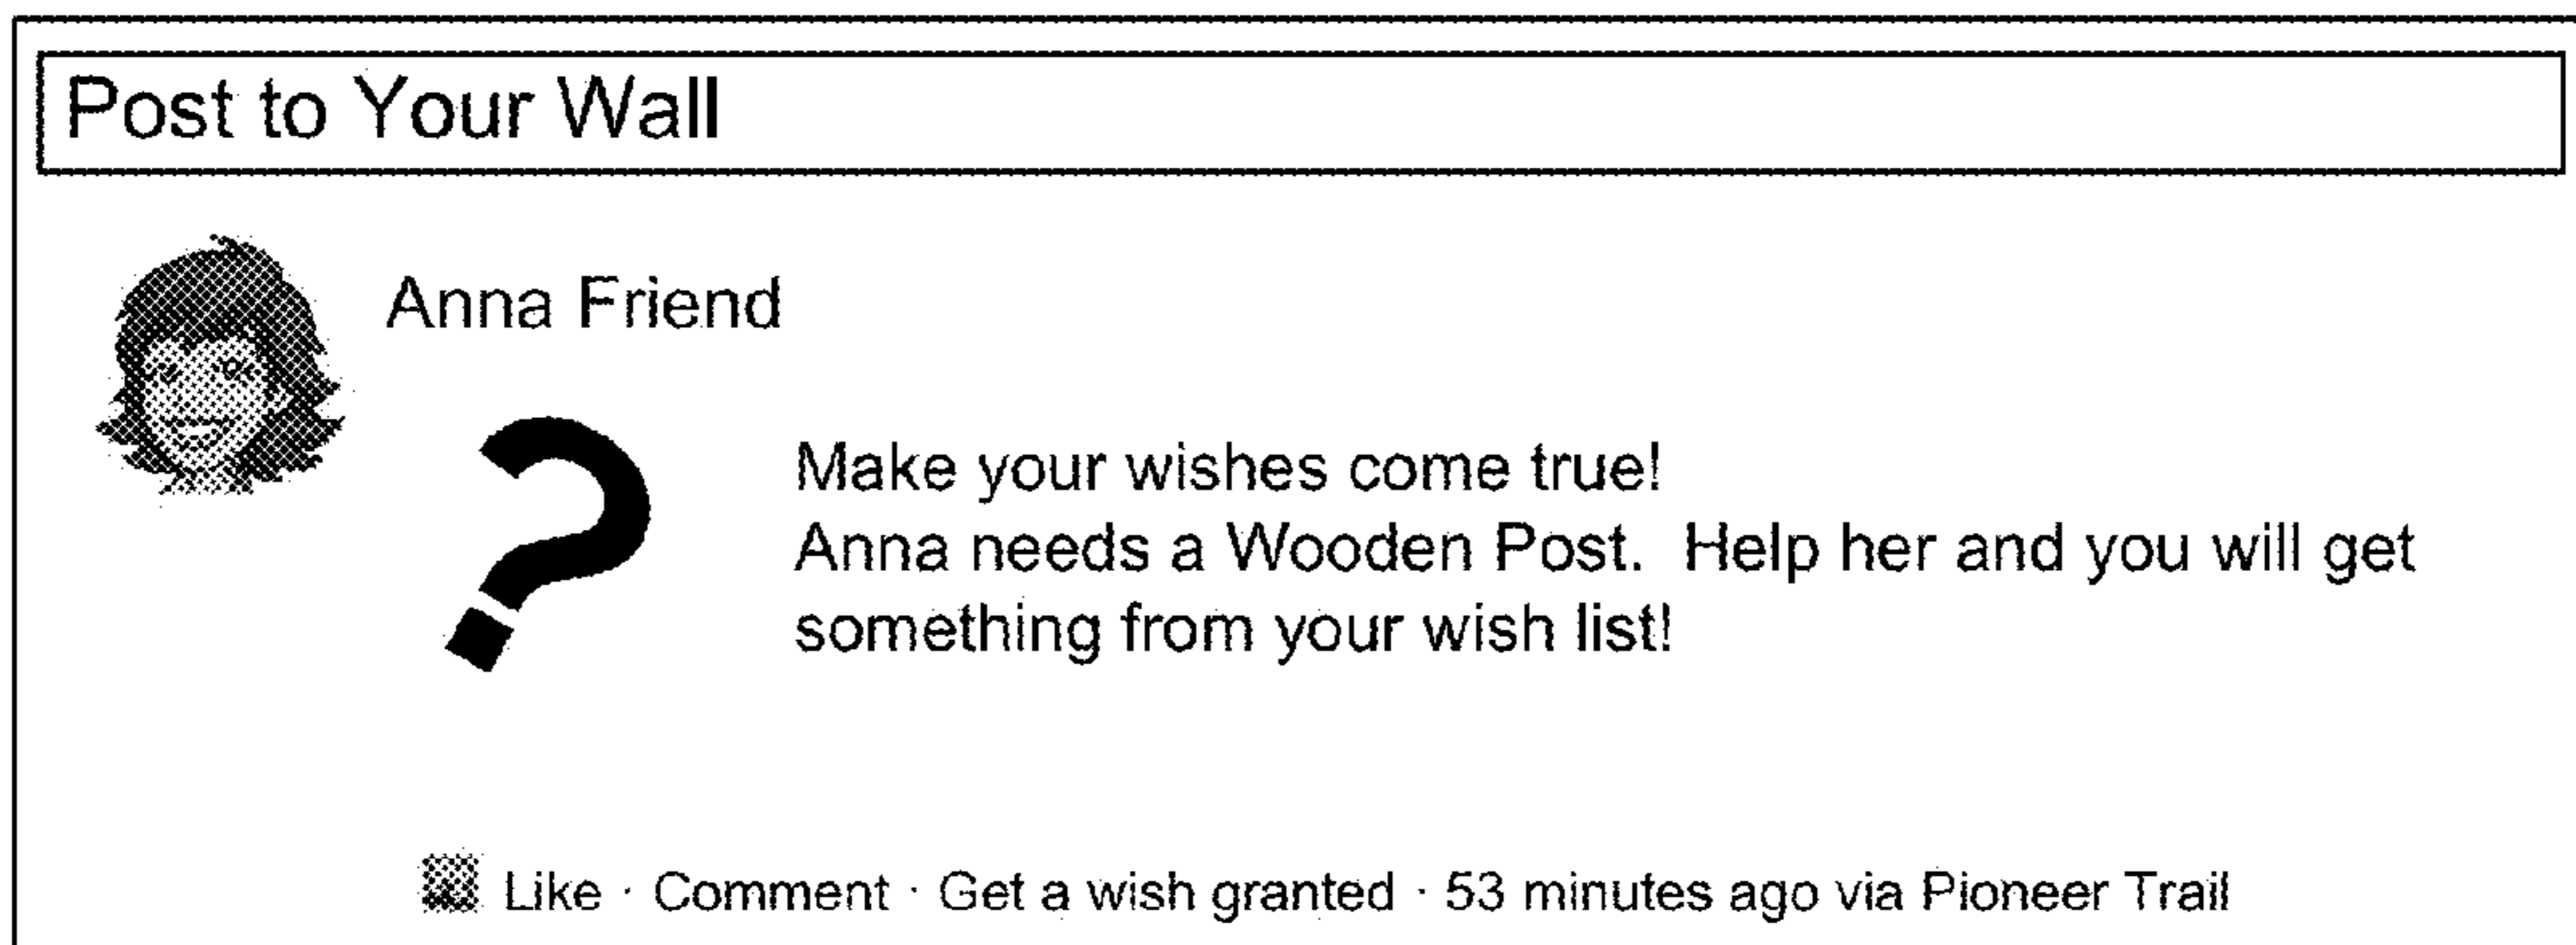 Post to Your Wall
Anna Friend
?
Make your wishes come true!
Anna needs a Wooden Post. Help her and you will get
something from your wish list!
Like · Comment · Get a wish granted · 53 minutes ago via Pioneer Trail